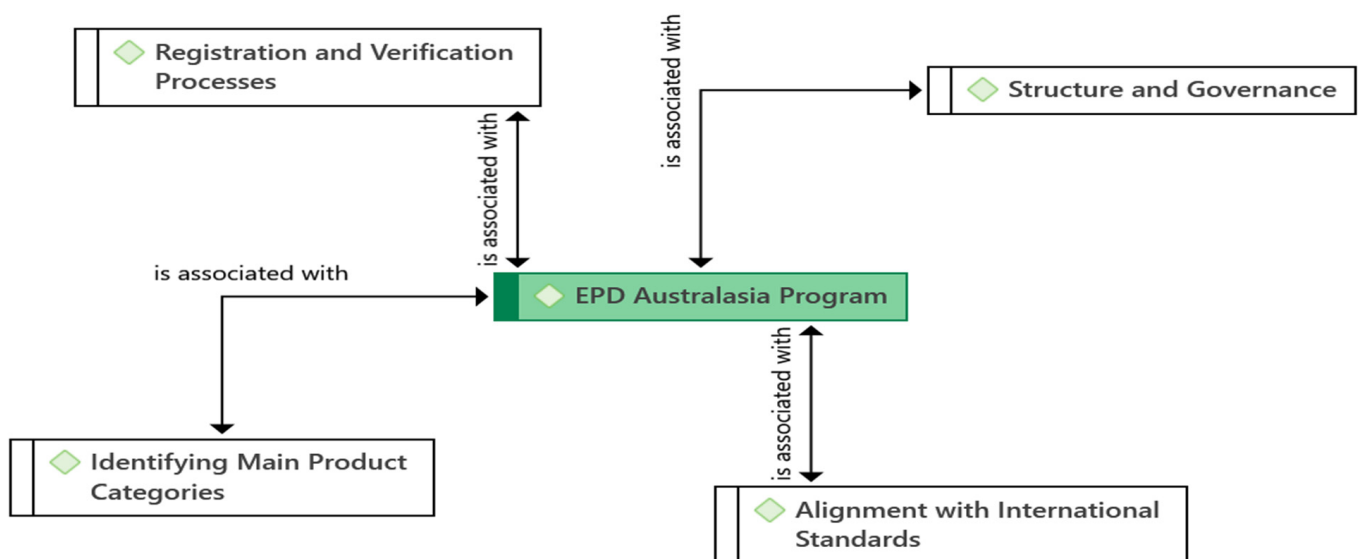 Registration and Verification
Processes
is associated with
Structure and Governance
is associated with
is associated with
EPD Australasia Program
is associated with
Identifying Main Product
Categories
Alignment with International
Standards